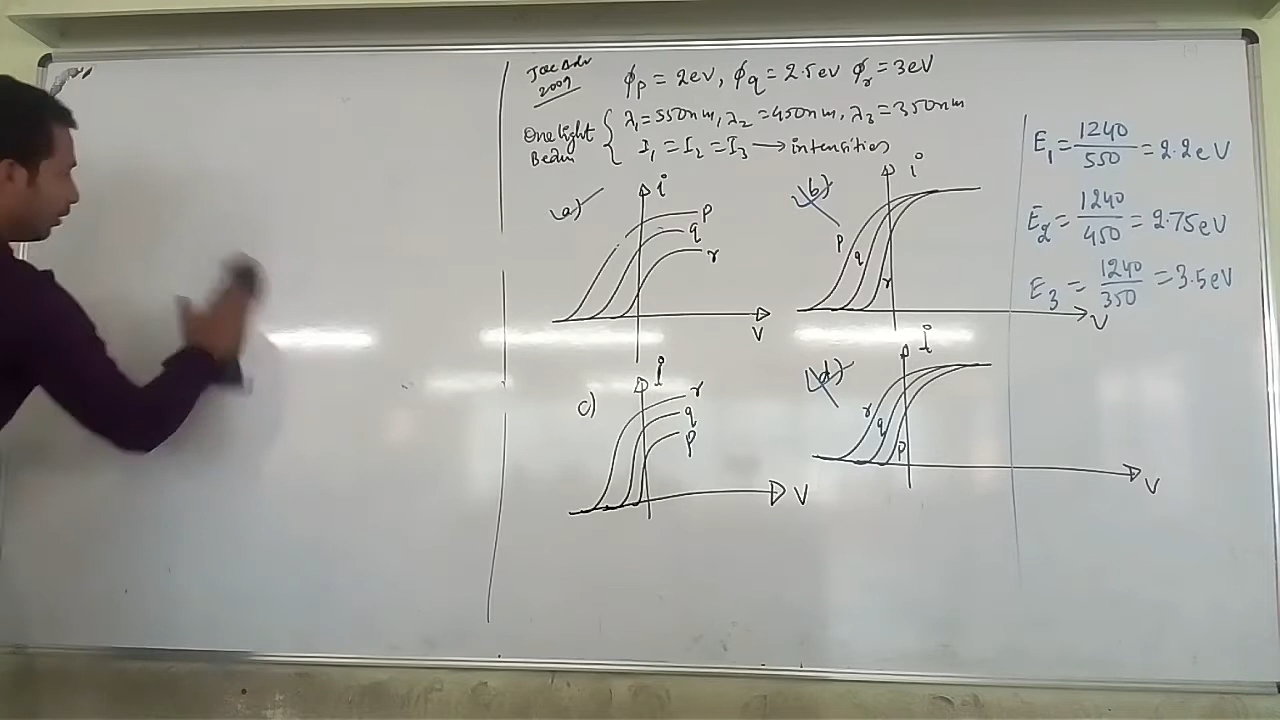 Jee Adv
2009
ϕp = 2eV, ϕq = 2.5eV ϕr = 3eV
One light
Beam
λ1 = 550nm, λ2 = 450nm, λ3 = 350nm
I1 = I2 = I3 → intensities
a)
i
p
q
r
V
b)
i
p
q
r
V
c)
i
r
q
p
V
d)
i
r
q
p
V
E1 = 1240/550 = 2.2eV
E2 = 1240/450 = 2.75eV
E3 = 1240/350 = 3.5eV